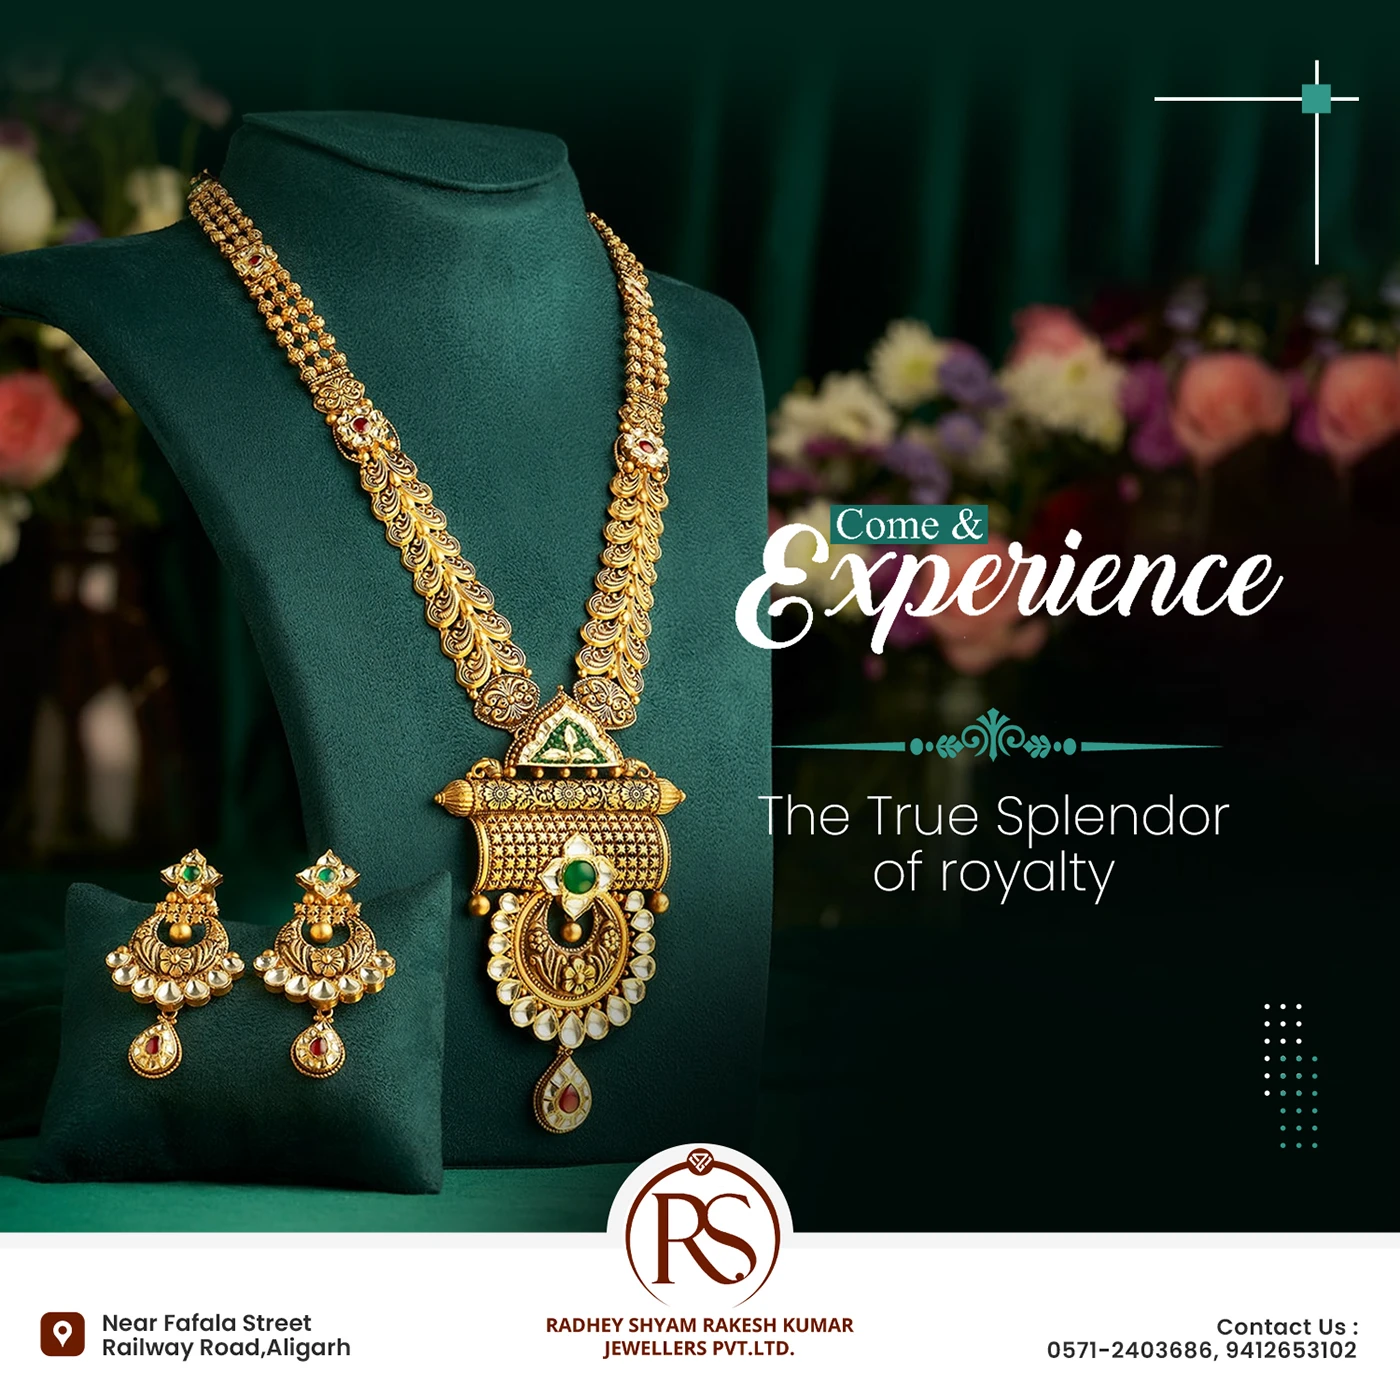 Come &
Experience
The True Splendor
of royalty
RS
RADHEY SHYAM RAKESH KUMAR
JEWELLERS PVT.LTD.
Near Fafala Street
Railway Road,Aligarh
Contact Us :
0571-2403686, 9412653102